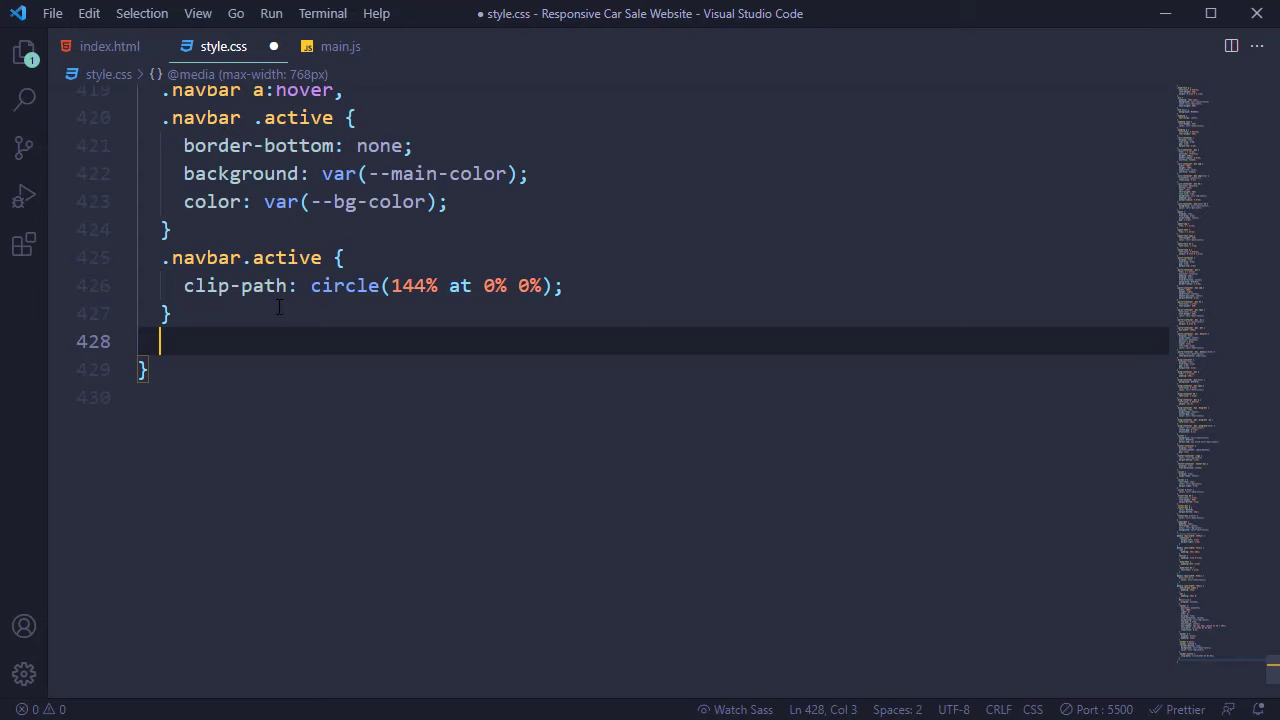 File Edit Selection View Go Run Terminal Help
● style.css - Responsive Car Sale Website - Visual Studio Code
index.html style.css main.js
style.css > {} @media (max-width: 768px)
419 .navbar a:hover,
420 .navbar .active {
421 border-bottom: none;
422 background: var(--main-color);
423 color: var(--bg-color);
424 }
425 .navbar.active {
426 clip-path: circle(144% at 0% 0%);
427 }
428
429 }
430
1
0 0 Watch Sass Ln 428, Col 3 Spaces: 2 UTF-8 CRLF CSS Port : 5500 Prettier